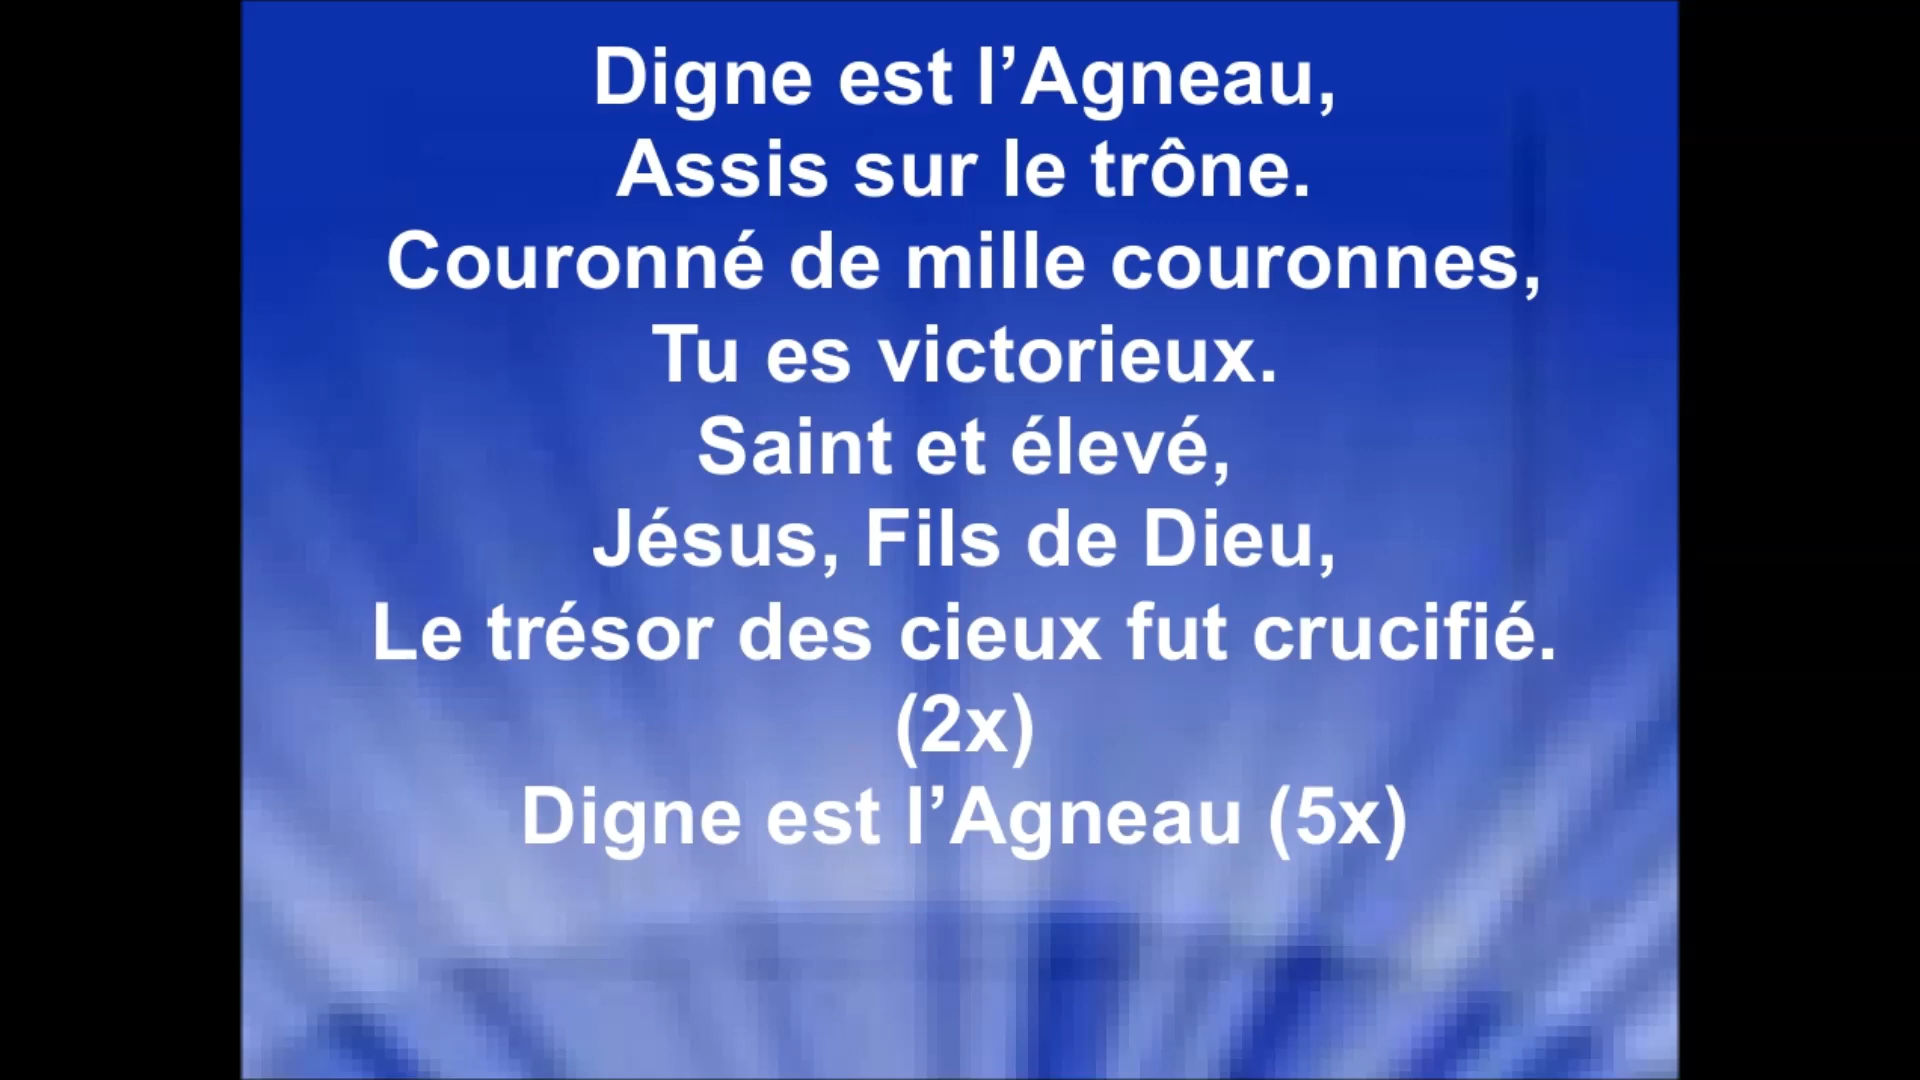 Digne est l’Agneau,
Assis sur le trône.
Couronné de mille couronnes,
Tu es victorieux.
Saint et élevé,
Jésus, Fils de Dieu,
Le trésor des cieux fut crucifié.
(2x)
Digne est l’Agneau (5x)